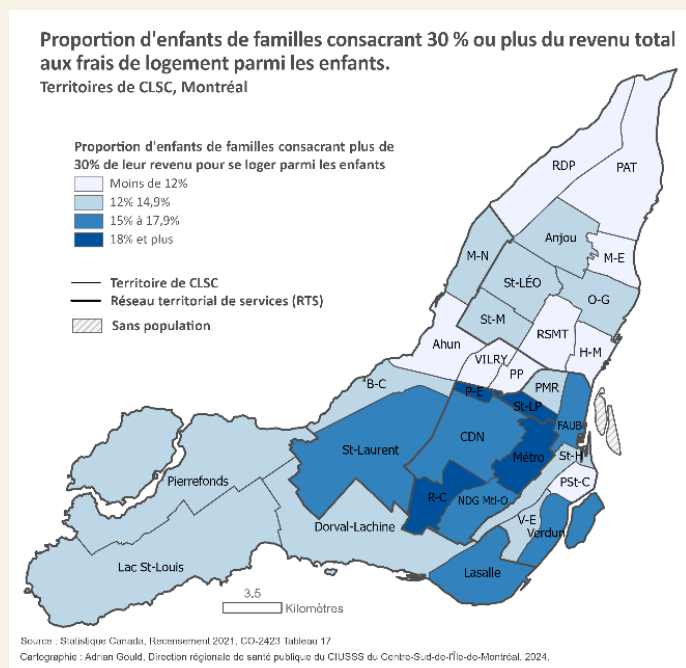 Proportion d'enfants de familles consacrant 30 % ou plus du revenu total
aux frais de logement parmi les enfants.
Territoires de CLSC, Montréal
Proportion d'enfants de familles consacrant plus de
30% de leur revenu pour se loger parmi les enfants
Moins de 12%
12% 14,9%
15% à 17,9%
18% et plus
Territoire de CLSC
Réseau territorial de services (RTS)
Sans population
RDP
PAT
Anjou
M-N
M-E
St-LÉO
O-G
St-M
RSMT
Ahun
H-M
VILRY
PP
B-C
PMR
P-E
St-LP
FAUB
CDN
St-Laurent
Métro
St-H
Pierrefonds
PSt-C
R-C
NDG Mtl-O
V-E
Dorval-Lachine
Verdun
Lac St-Louis
Lasalle
3.5
Kilomètres
Source : Statistique Canada, Recensement 2021, CO-2423 Tableau 17
Cartographie : Adrian Gould, Direction régionale de santé publique du CIUSSS du Centre-Sud-de-l'Île-de-Montréal, 2024.